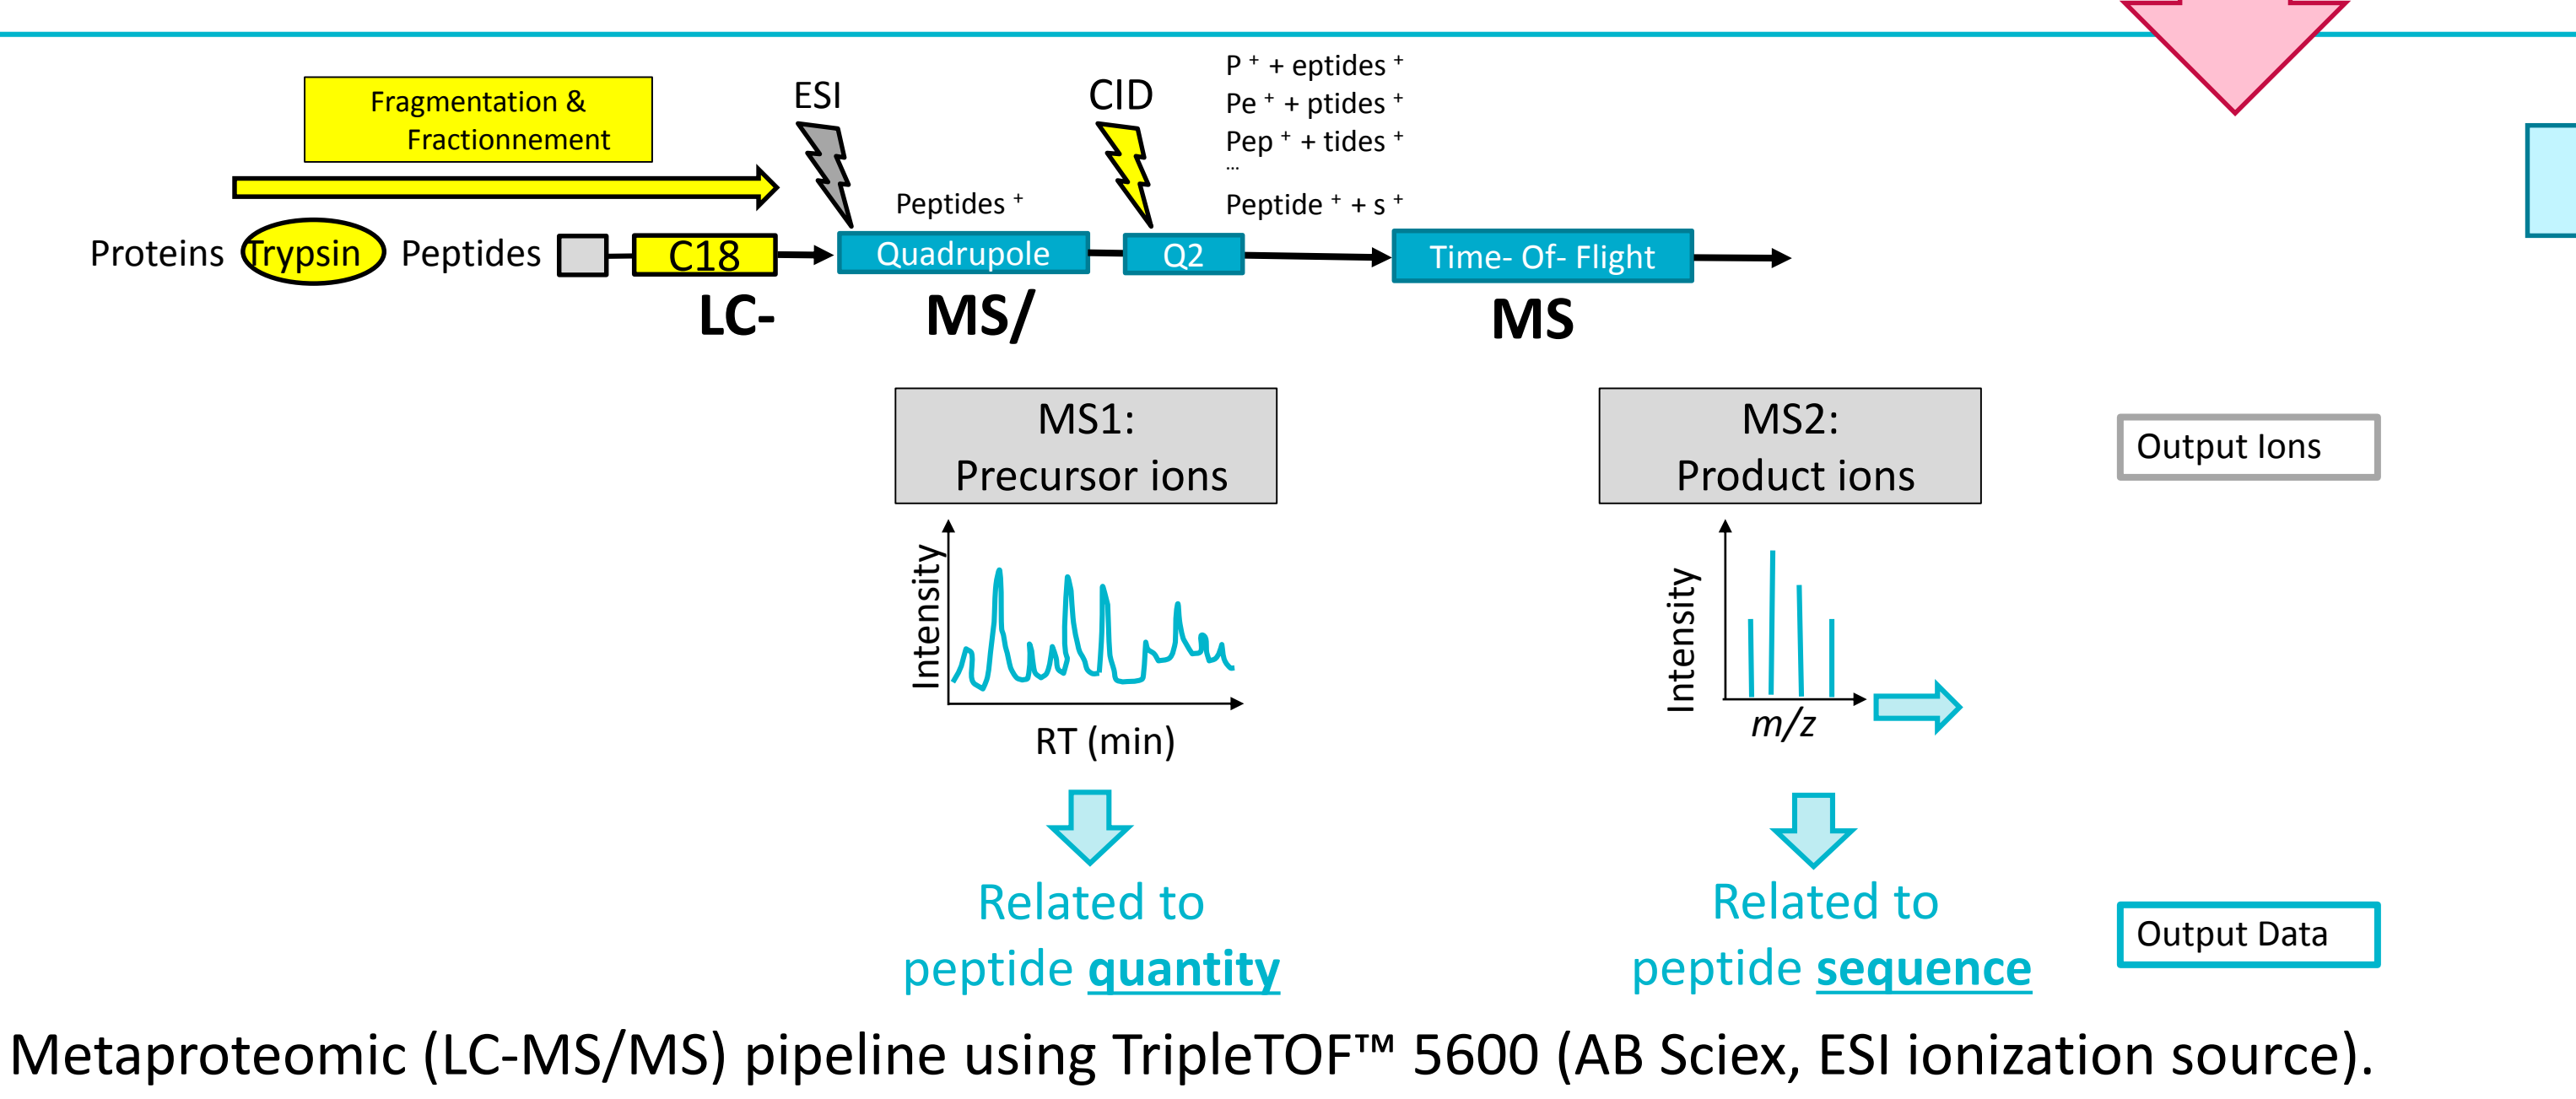 Fragmentation &
Fractionnement
ESI
CID
P + + eptides +
Pe + + ptides +
Pep + + tides +
...
Peptide + + s +
Peptides +
Proteins
Trypsin
Peptides
C18
Quadrupole
Q2
Time- Of- Flight
LC-
MS/
MS
MS1:
Precursor ions
MS2:
Product ions
Output Ions
Intensity
RT (min)
Intensity
m/z
Related to
peptide quantity
Related to
peptide sequence
Output Data
Metaproteomic (LC-MS/MS) pipeline using TripleTOF™ 5600 (AB Sciex, ESI ionization source).